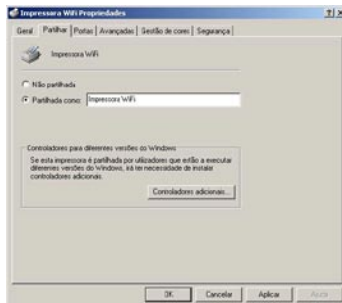 Impressora Wifi Propriedades
Geral Partilhar Portas Avançadas Gestão de cores Segurança
Impressora WiFi
Não partilhada
Partilhada como: Impressora WiFi
Controladores para diferentes versões do Windows
Se esta impressora é partilhada por utilizadores que estão a executar
diferentes versões do Windows, irá ter necessidade de instalar
controladores adicionais.
Controladores adicionais...
OK Cancelar Aplicar Ajuda